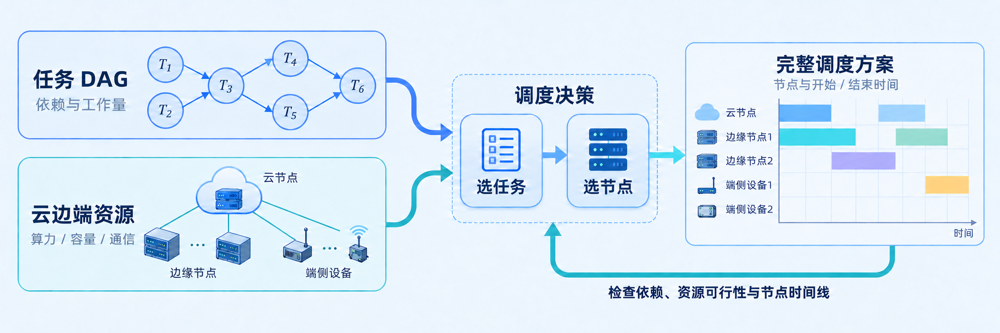 任务 DAG
依赖与工作量
T1
T2
T3
T4
T5
T6
云边端资源
算力 / 容量 / 通信
云节点
边缘节点
端侧设备
调度决策
选任务
选节点
完整调度方案
节点与开始 / 结束时间
云节点
边缘节点1
边缘节点2
端侧设备1
端侧设备2
时间
检查依赖、资源可行性与节点时间线